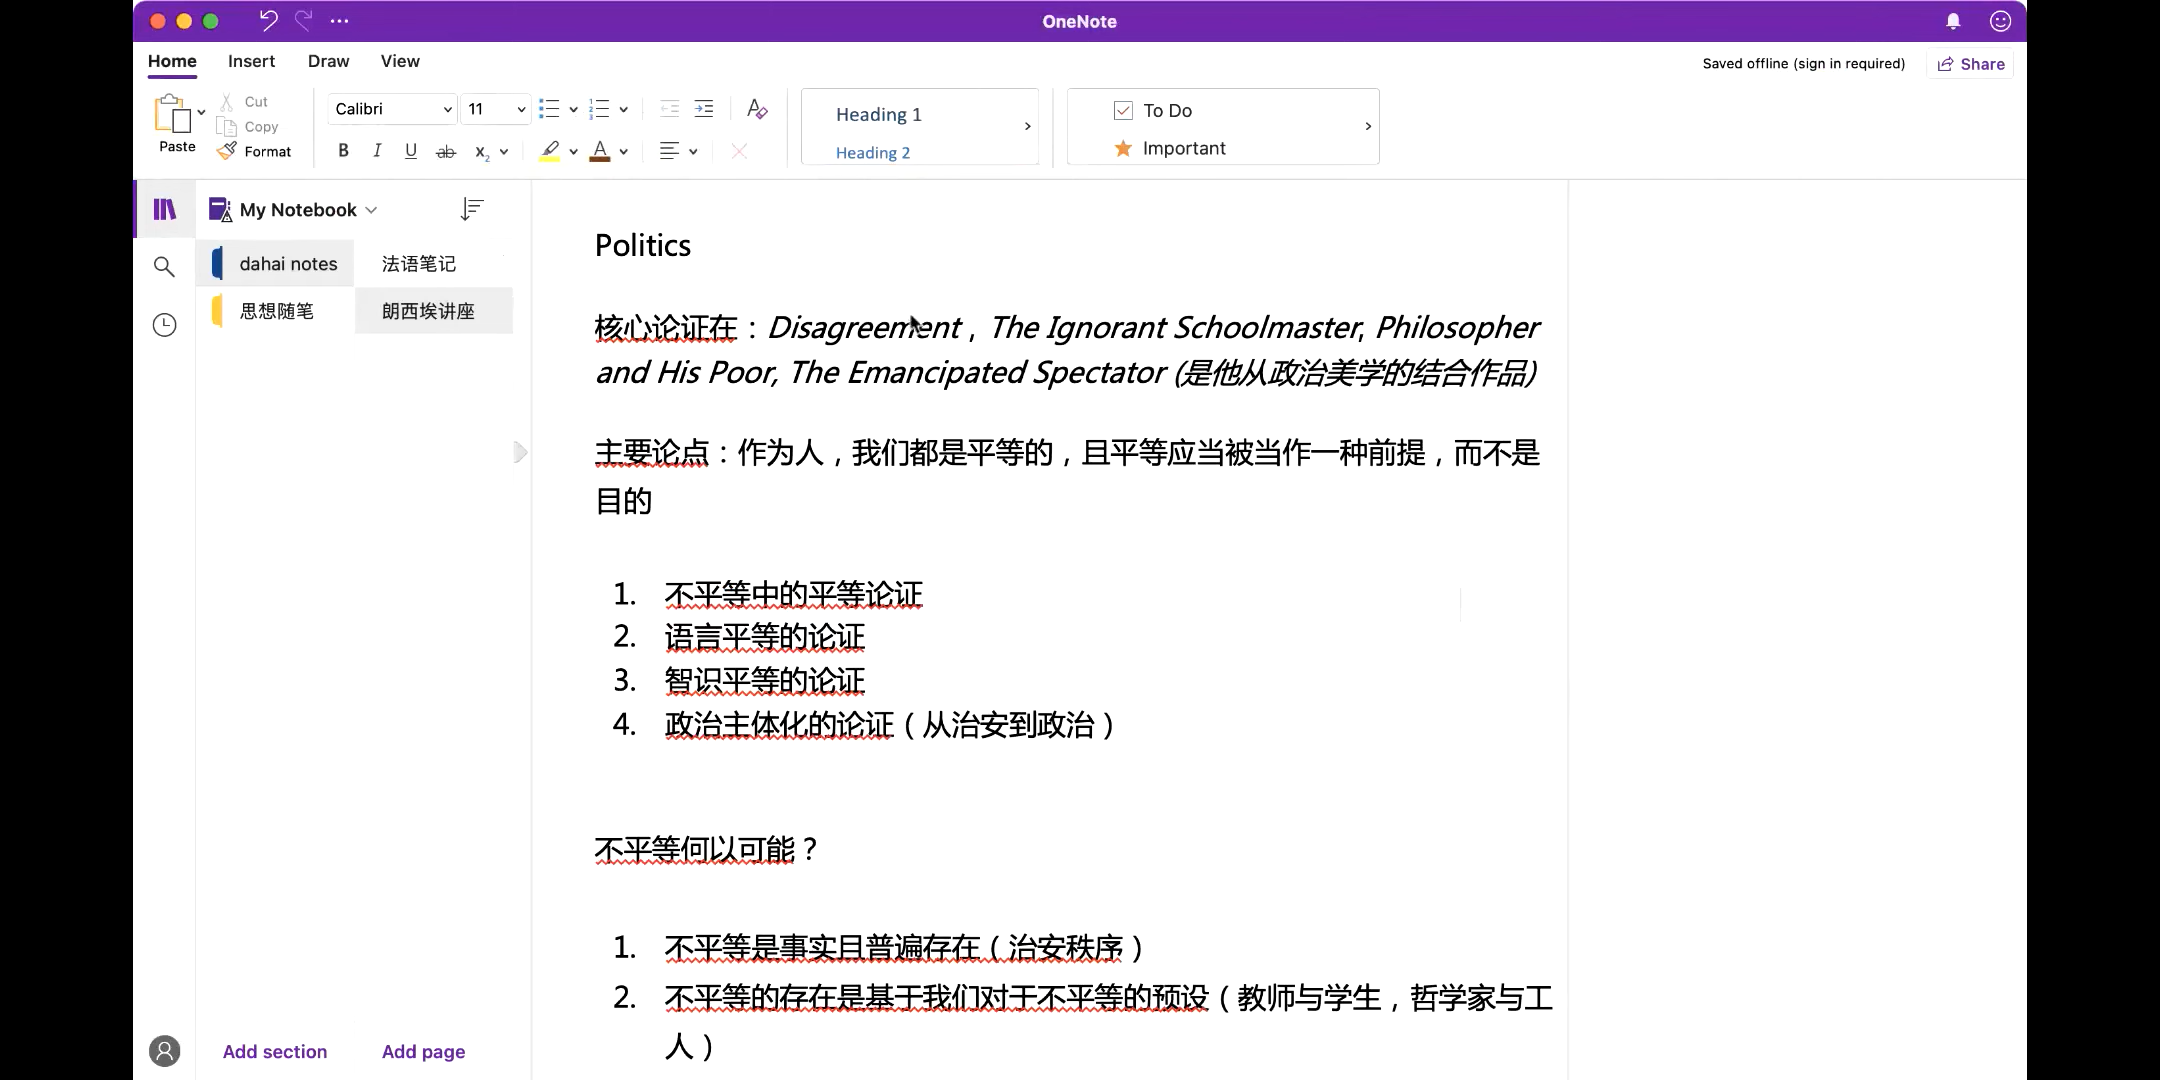 OneNote
Home Insert Draw View
Saved offline (sign in required) Share
Paste Cut Copy Format
Calibri 11
B I U ab x₂ A
Heading 1
Heading 2
To Do
Important
My Notebook
dahai notes 法语笔记
思想随笔 朗西埃讲座
Politics
核心论证在：Disagreement，The Ignorant Schoolmaster, Philosopher
and His Poor, The Emancipated Spectator (是他从政治美学的结合作品)
主要论点：作为人，我们都是平等的，且平等应当被当作一种前提，而不是
目的
1. 不平等中的平等论证
2. 语言平等的论证
3. 智识平等的论证
4. 政治主体化的论证（从治安到政治）
不平等何以可能？
1. 不平等是事实且普遍存在（治安秩序）
2. 不平等的存在是基于我们对于不平等的预设（教师与学生，哲学家与工
人）
Add section Add page